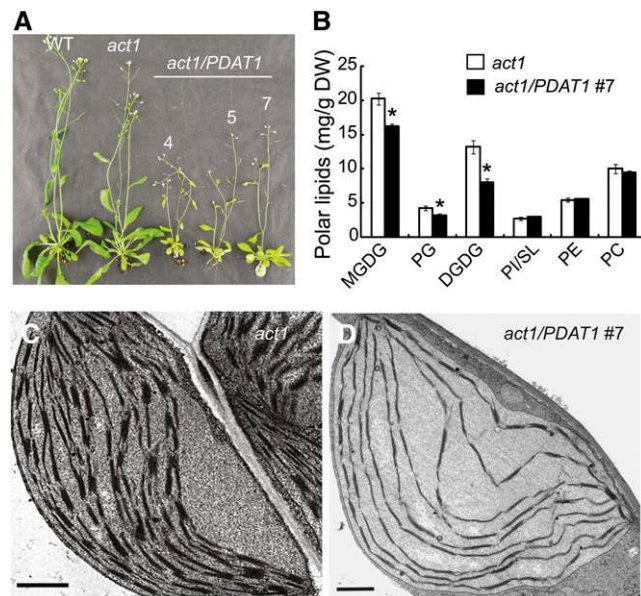 A
WT
act1
act1/PDAT1
4
5
7
B
act1
act1/PDAT1 #7
Polar lipids (mg/g DW)
25
20
15
10
5
0
*
*
*
MGDG
PG
DGDG
PI/SL
PE
PC
C
act1
D
act1/PDAT1 #7